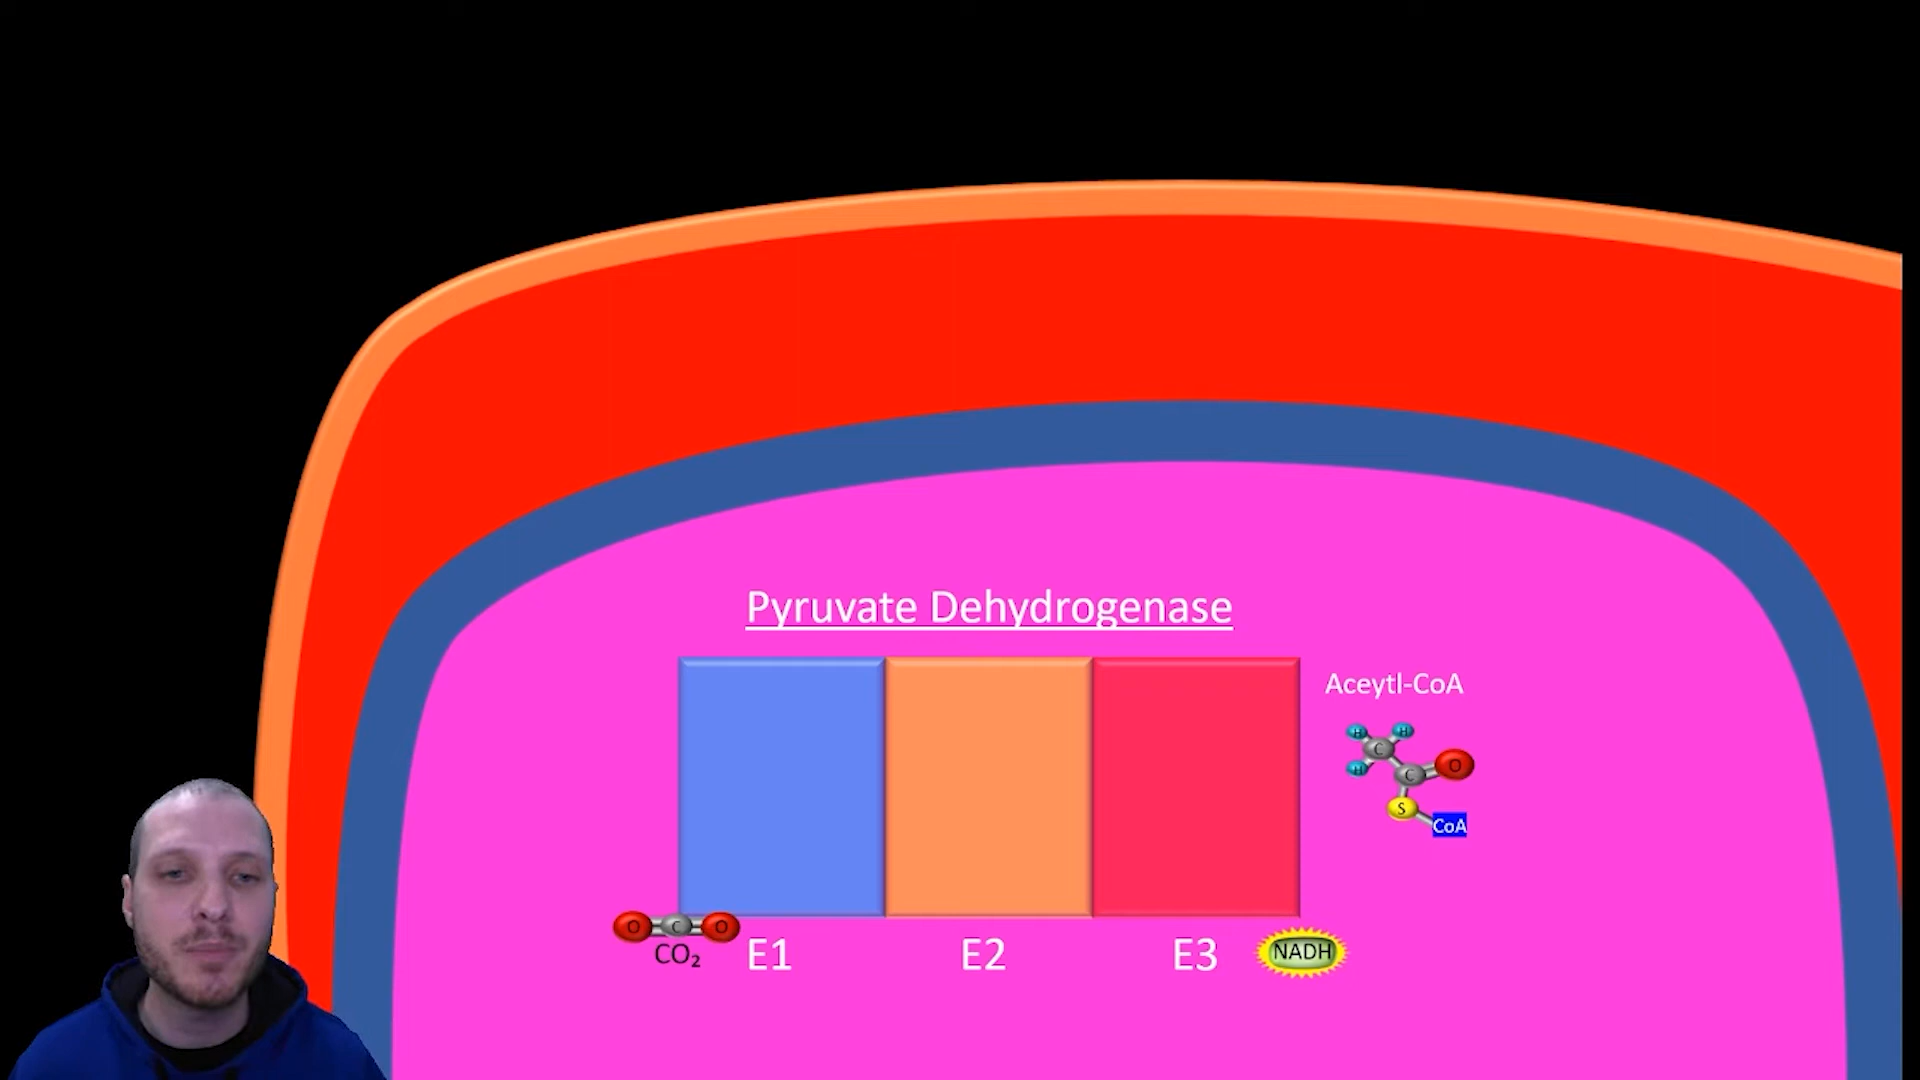 Pyruvate Dehydrogenase
Aceytl-CoA
H H
C
H
C O
S
CoA
O C O
CO₂
E1
E2
E3
NADH